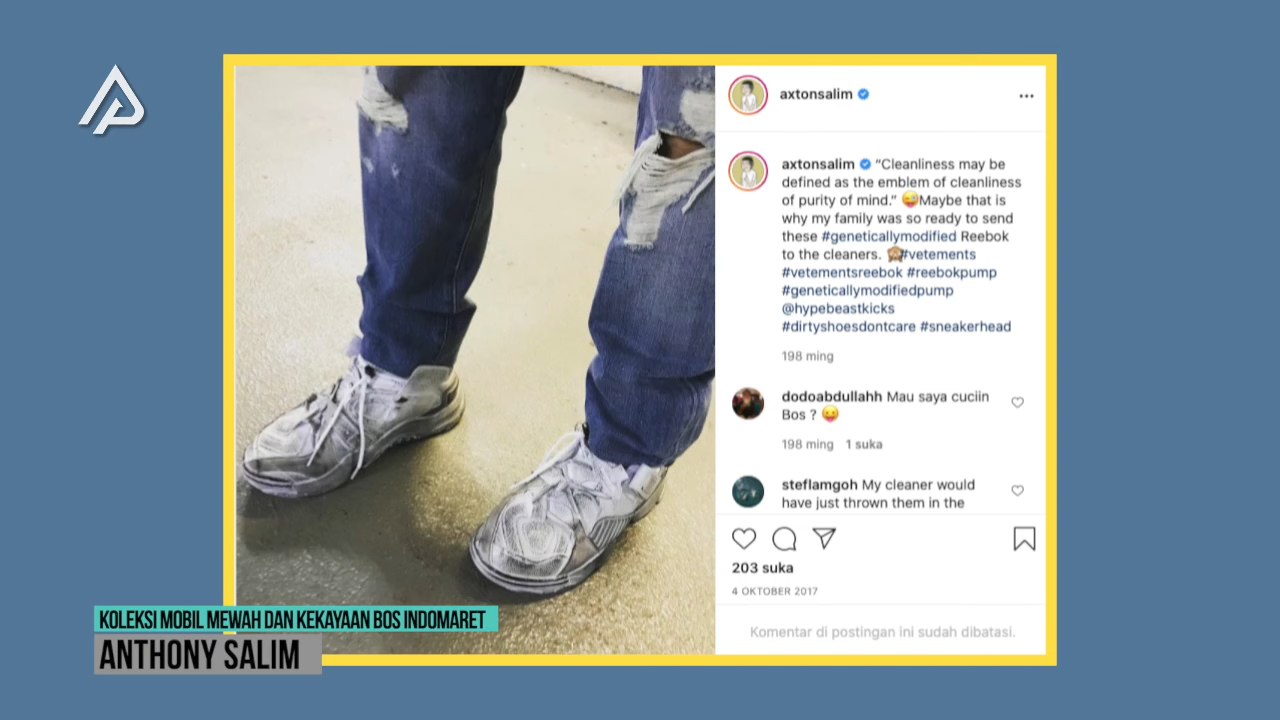 axtonsalim
axtonsalim "Cleanliness may be
defined as the emblem of cleanliness
of purity of mind." 😜Maybe that is
why my family was so ready to send
these #geneticallymodified Reebok
to the cleaners. 🙈#vetements
#vetementsreebok #reebokpump
#geneticallymodifiedpump
@hypebeastkicks
#dirtyshoesdontcare #sneakerhead
198 ming
dodoabdullahh Mau saya cuciin
Bos ? 😛
198 ming 1 suka
steflamgoh My cleaner would
have just thrown them in the
203 suka
4 OKTOBER 2017
Komentar di postingan ini sudah dibatasi.
KOLEKSI MOBIL MEWAH DAN KEKAYAAN BOS INDOMARET
ANTHONY SALIM